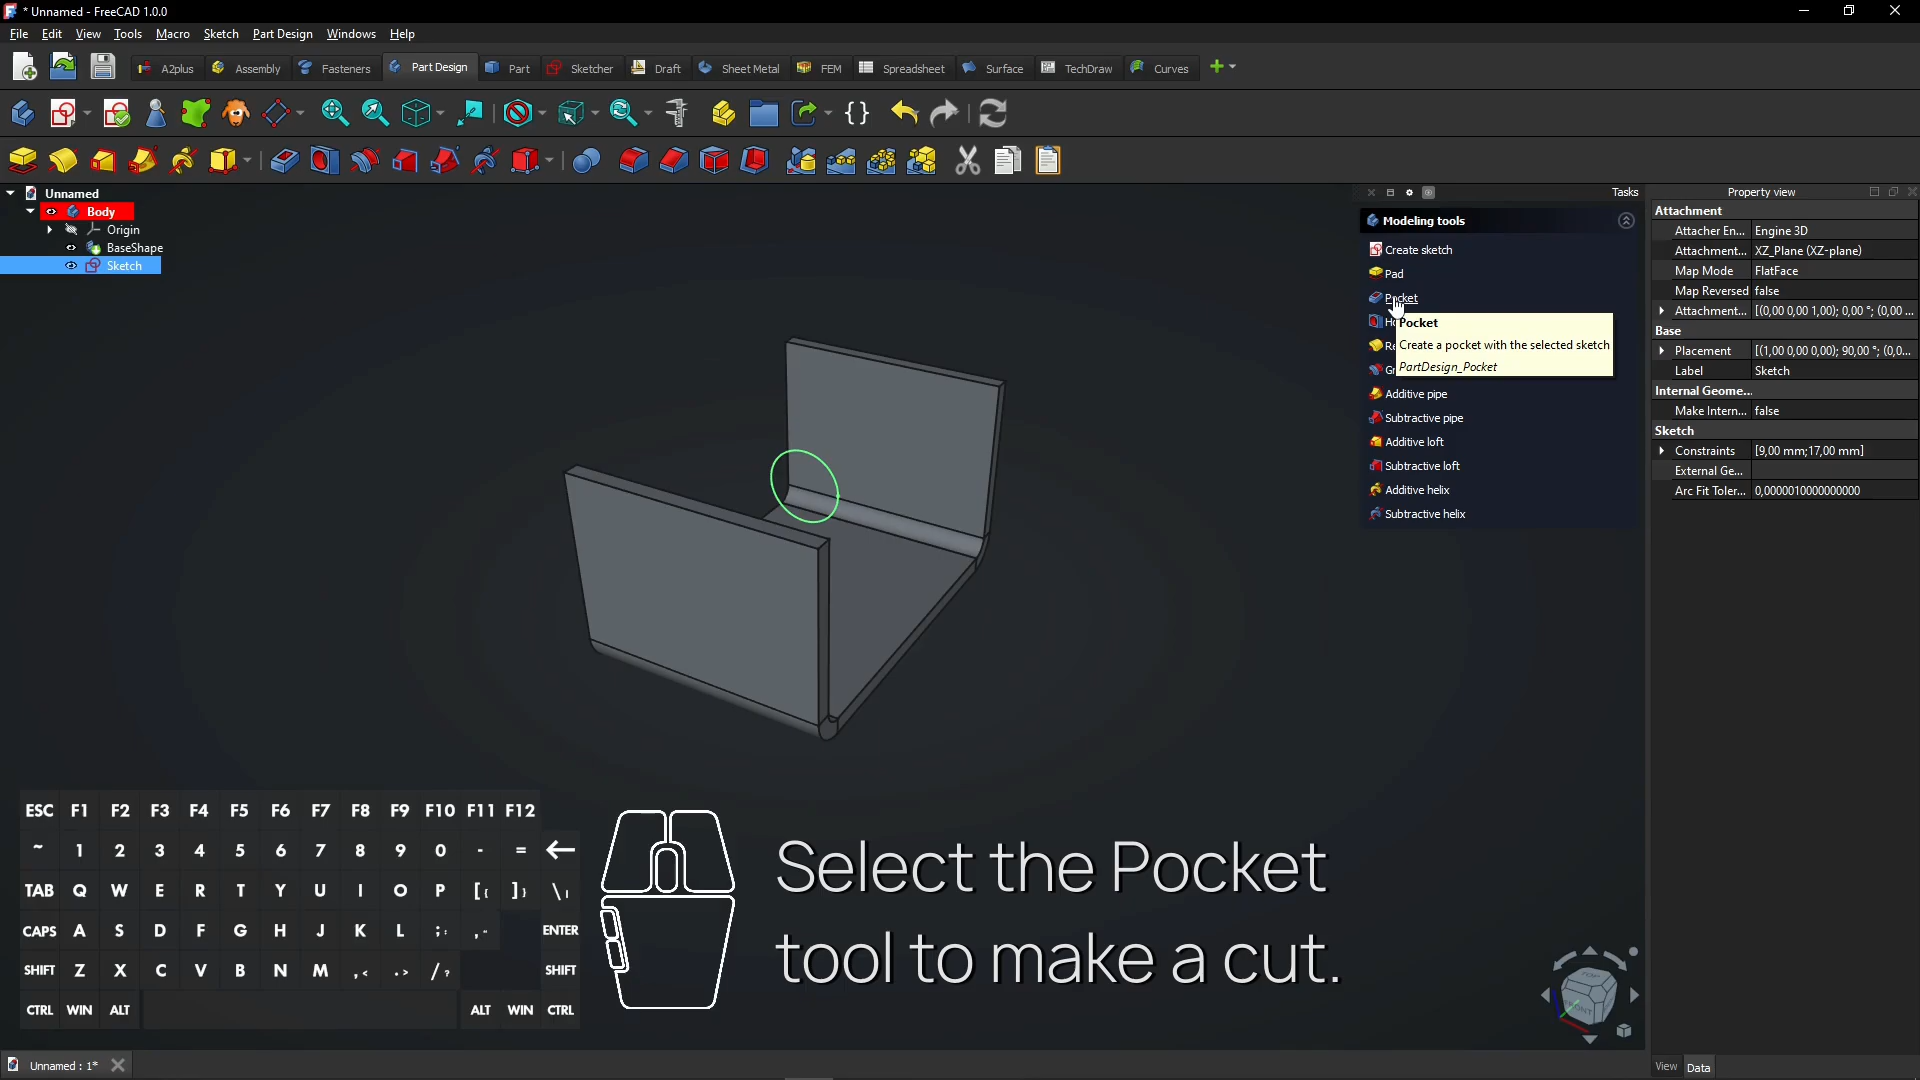 * Unnamed - FreeCAD 1.0.0
File Edit View Tools Macro Sketch Part Design Windows Help
A2plus Assembly Fasteners Part Design Part Sketcher Draft Sheet Metal FEM Spreadsheet Surface TechDraw Curves
Unnamed
Body
Origin
BaseShape
Sketch
Tasks
Modeling tools
Create sketch
Pad
Pocket
Pocket
Create a pocket with the selected sketch
PartDesign_Pocket
Additive pipe
Subtractive pipe
Additive loft
Subtractive loft
Additive helix
Subtractive helix
Property view
Attachment
Attacher En... Engine 3D
Attachment... XZ_Plane (XZ-plane)
Map Mode FlatFace
Map Reversed false
Attachment... [(0,00 0,00 1,00); 0,00 °; (0,00 ...
Base
Placement [(1,00 0,00 0,00); 90,00 °; (0,0...
Label Sketch
Internal Geome...
Make Intern... false
Sketch
Constraints [9,00 mm;17,00 mm]
External Ge...
Arc Fit Toler... 0,0000010000000000
ESC F1 F2 F3 F4 F5 F6 F7 F8 F9 F10 F11 F12
~ 1 2 3 4 5 6 7 8 9 0 - =
TAB Q W E R T Y U I O P [{ ]} \|
CAPS A S D F G H J K L ;: ," ENTER
SHIFT Z X C V B N M ,< .> /? SHIFT
CTRL WIN ALT ALT WIN CTRL
Select the Pocket
tool to make a cut.
TOP
FRONT
Unnamed : 1*
View Data